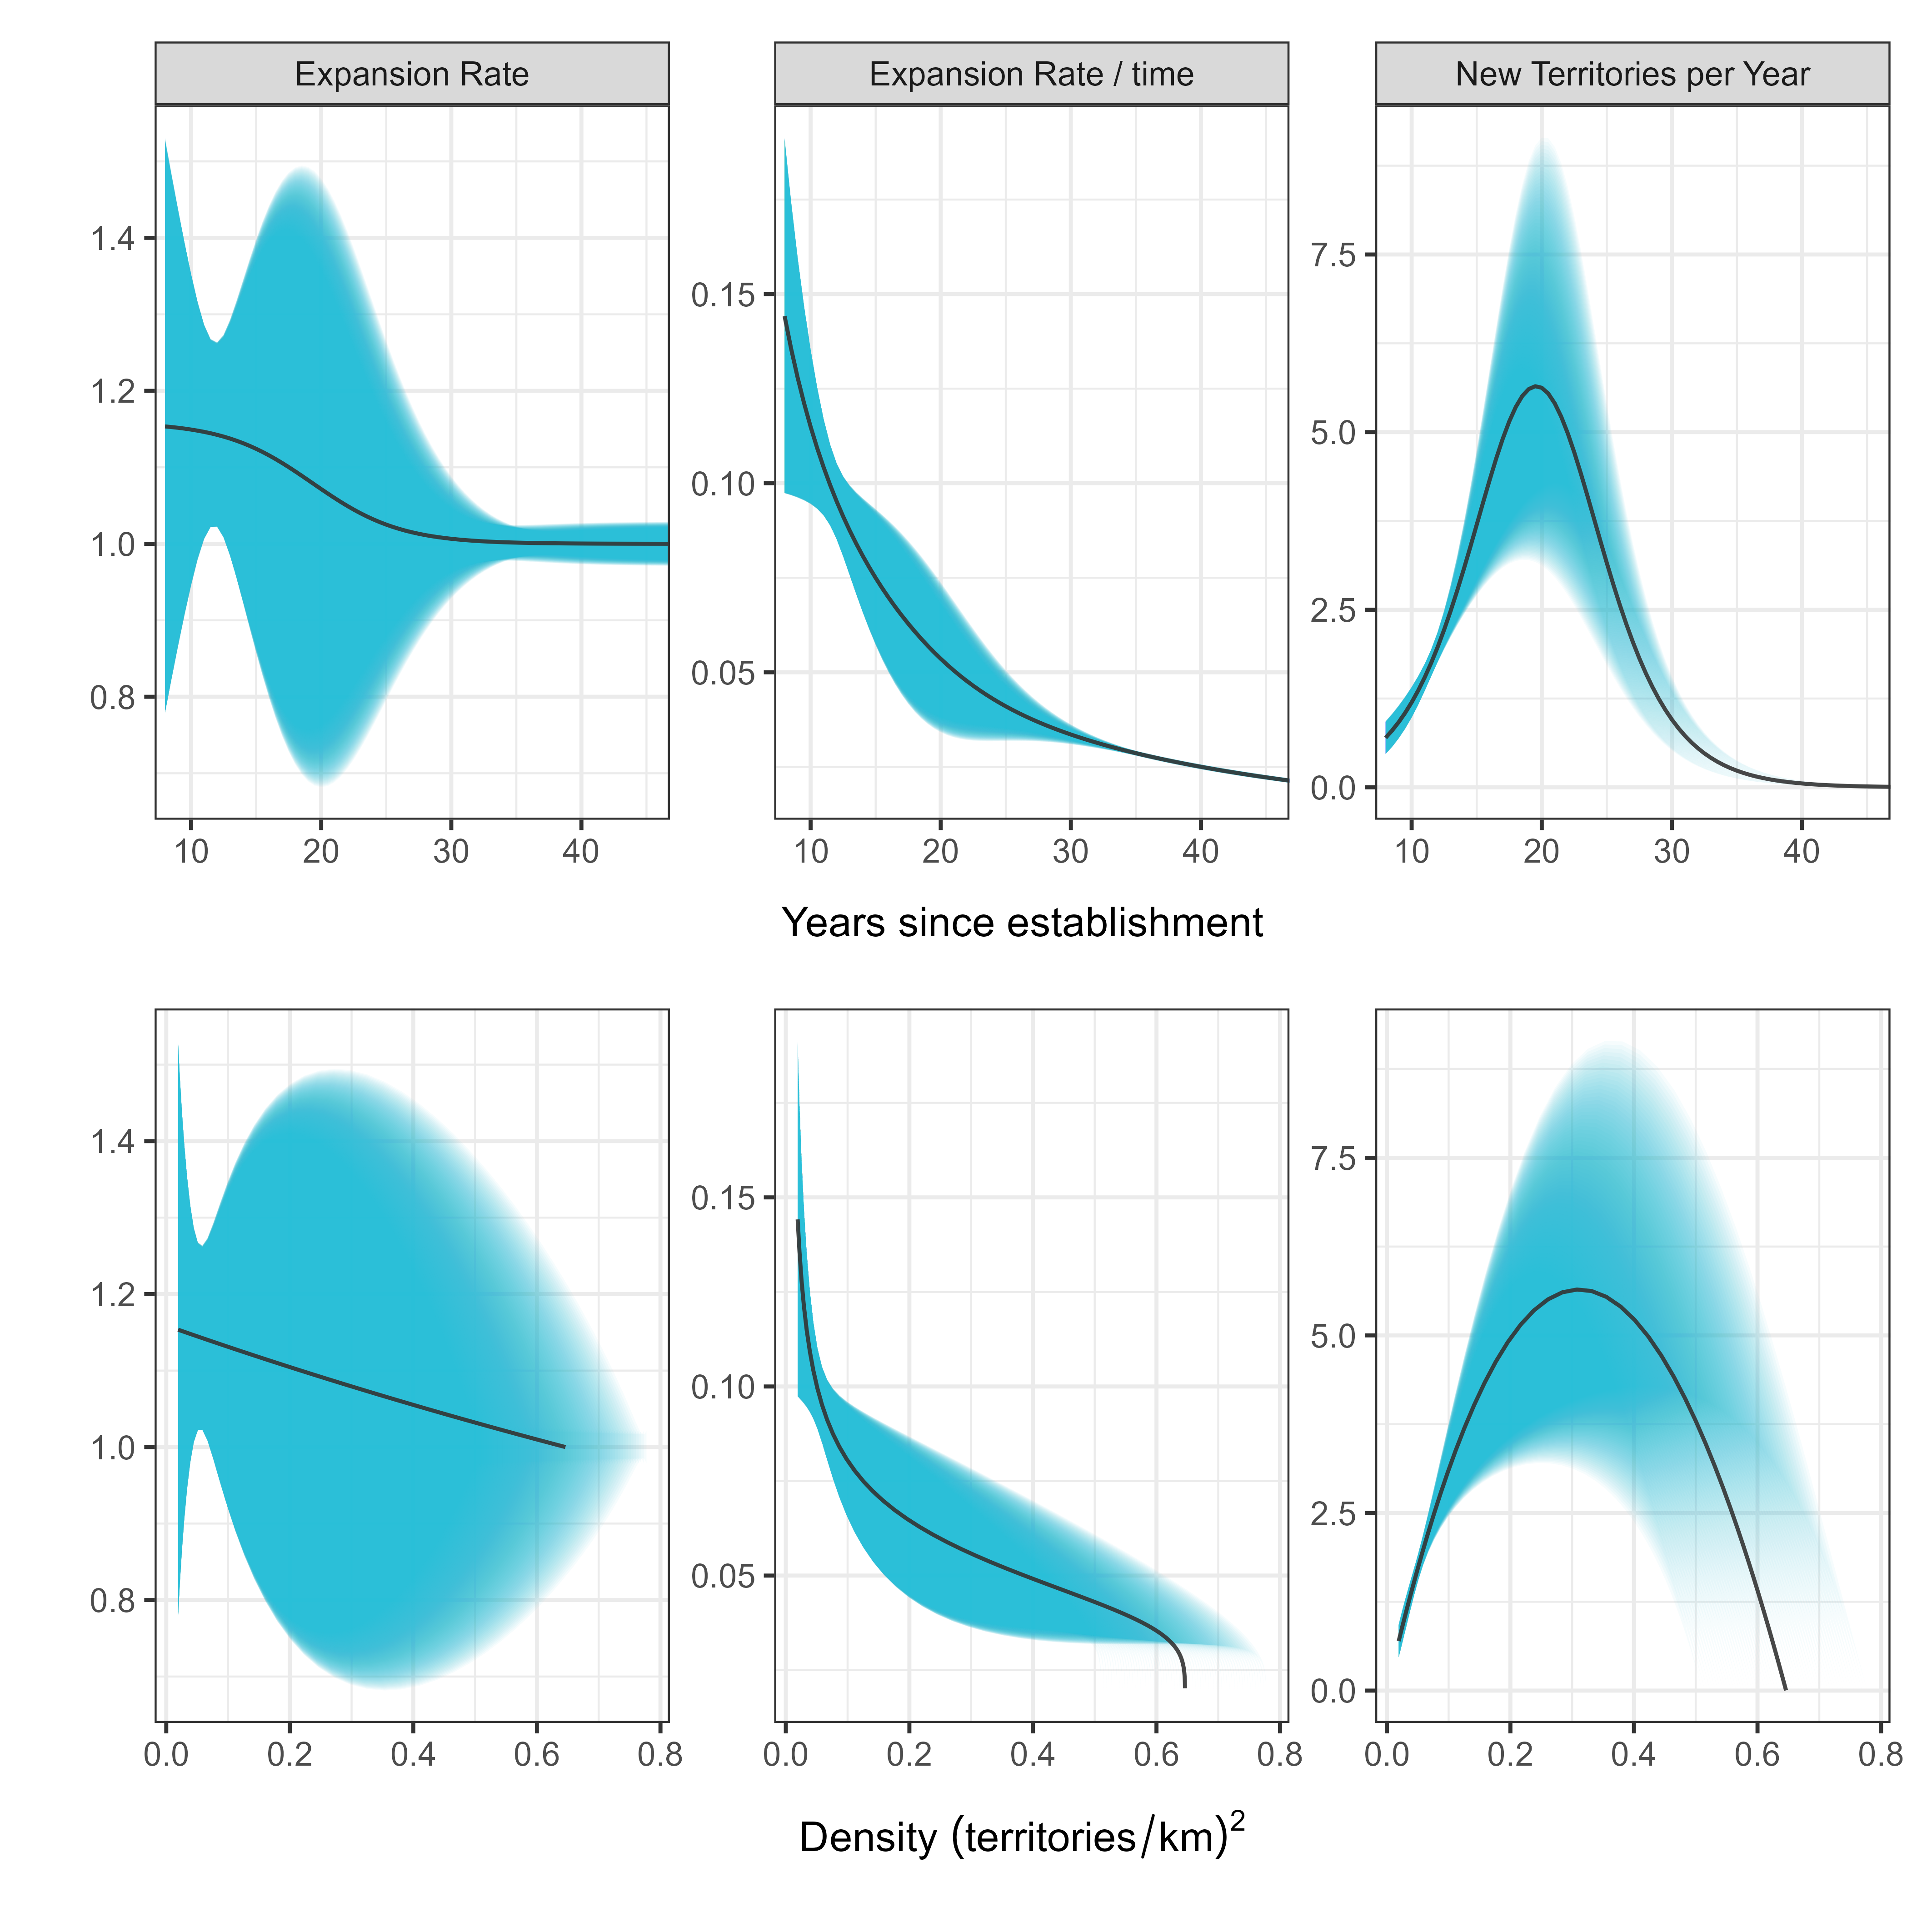 Expansion Rate
Expansion Rate / time
New Territories per Year
1.4
1.2
1.0
0.8
0.15
0.10
0.05
7.5
5.0
2.5
0.0
10 20 30 40
10 20 30 40
10 20 30 40
Years since establishment
1.4
1.2
1.0
0.8
0.15
0.10
0.05
7.5
5.0
2.5
0.0
0.0 0.2 0.4 0.6 0.8
0.0 0.2 0.4 0.6 0.8
0.0 0.2 0.4 0.6 0.8
Density (territories/km)²